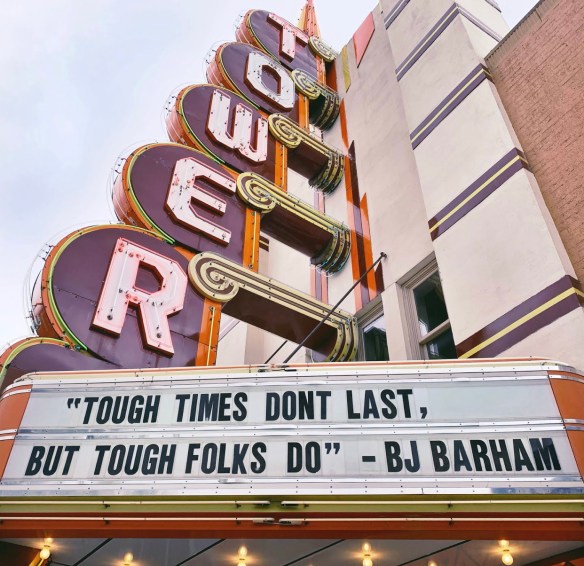 TOWER
"TOUGH TIMES DONT LAST,
BUT TOUGH FOLKS DO" - BJ BARHAM